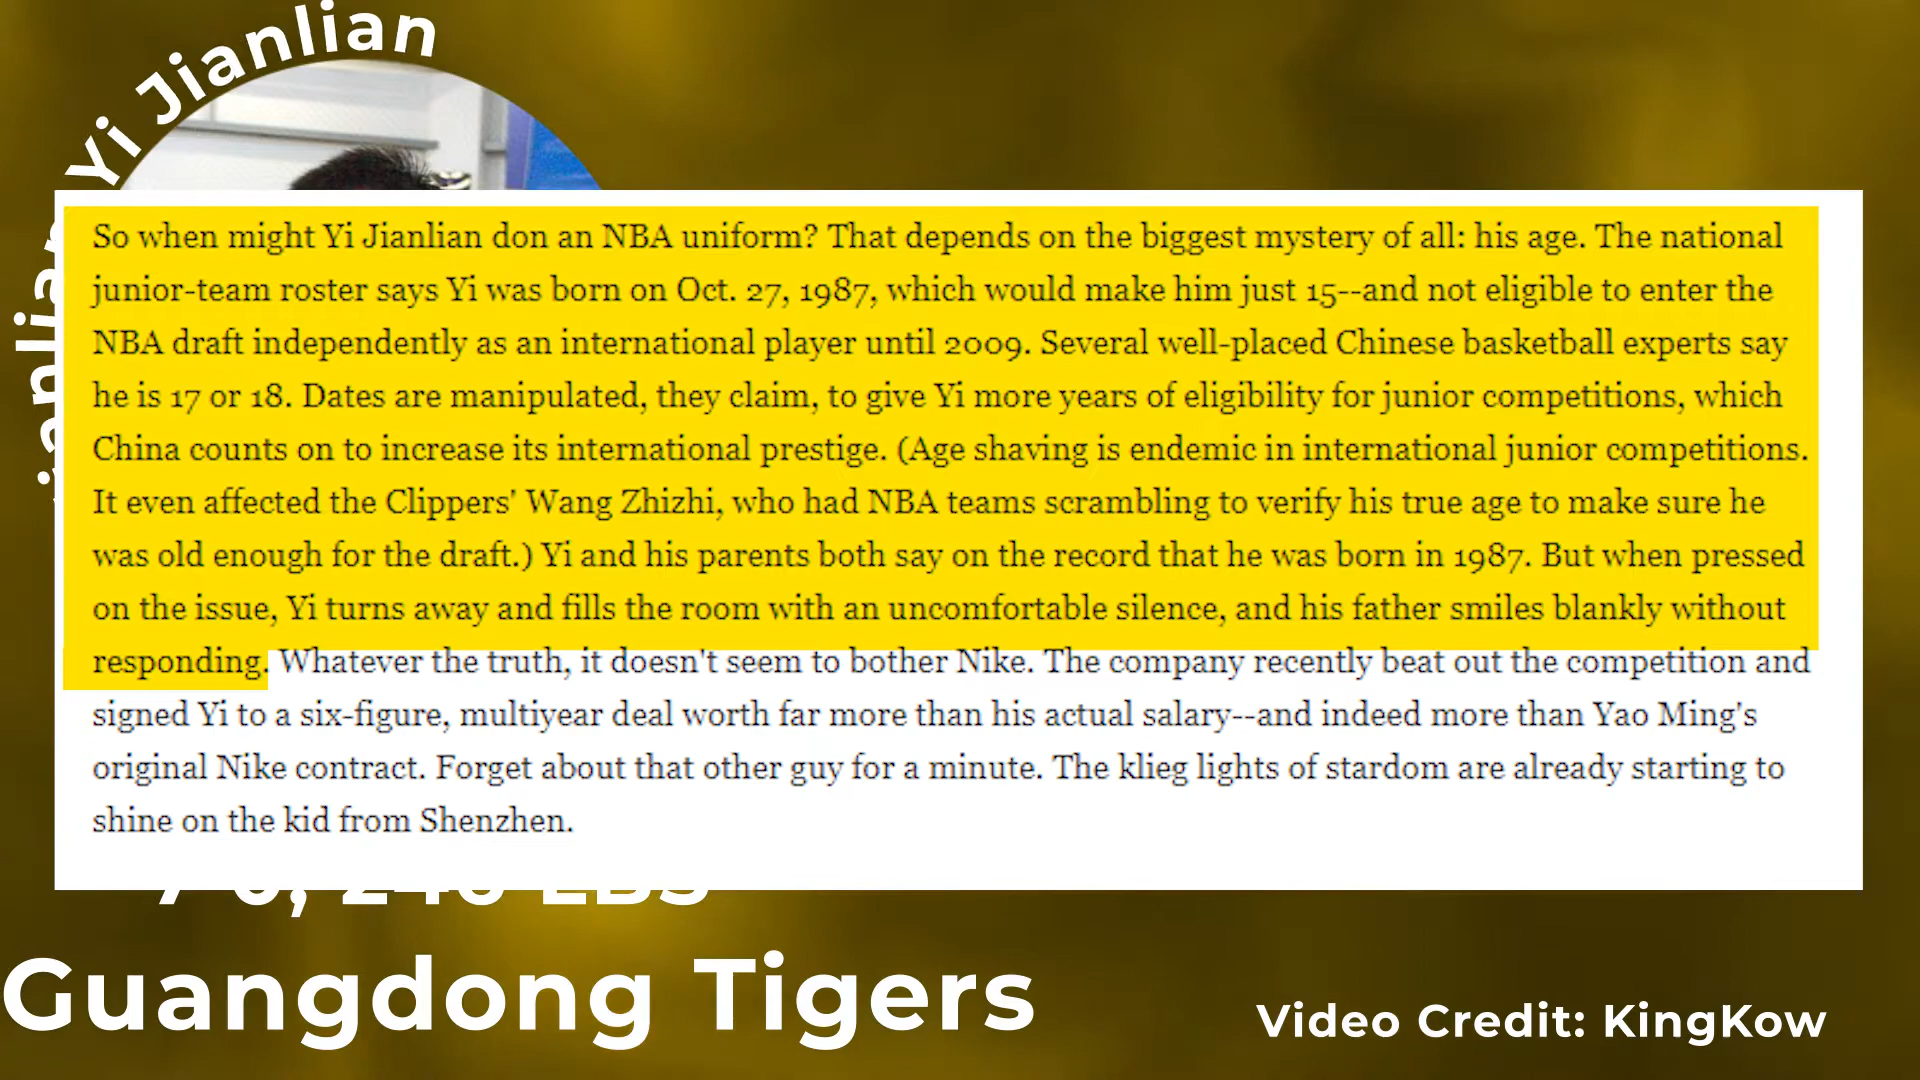 Yi Jianlian
So when might Yi Jianlian don an NBA uniform? That depends on the biggest mystery of all: his age. The national
junior-team roster says Yi was born on Oct. 27, 1987, which would make him just 15--and not eligible to enter the
NBA draft independently as an international player until 2009. Several well-placed Chinese basketball experts say
he is 17 or 18. Dates are manipulated, they claim, to give Yi more years of eligibility for junior competitions, which
China counts on to increase its international prestige. (Age shaving is endemic in international junior competitions.
It even affected the Clippers' Wang Zhizhi, who had NBA teams scrambling to verify his true age to make sure he
was old enough for the draft.) Yi and his parents both say on the record that he was born in 1987. But when pressed
on the issue, Yi turns away and fills the room with an uncomfortable silence, and his father smiles blankly without
responding. Whatever the truth, it doesn't seem to bother Nike. The company recently beat out the competition and
signed Yi to a six-figure, multiyear deal worth far more than his actual salary--and indeed more than Yao Ming's
original Nike contract. Forget about that other guy for a minute. The klieg lights of stardom are already starting to
shine on the kid from Shenzhen.
Guangdong Tigers
Video Credit: KingKow